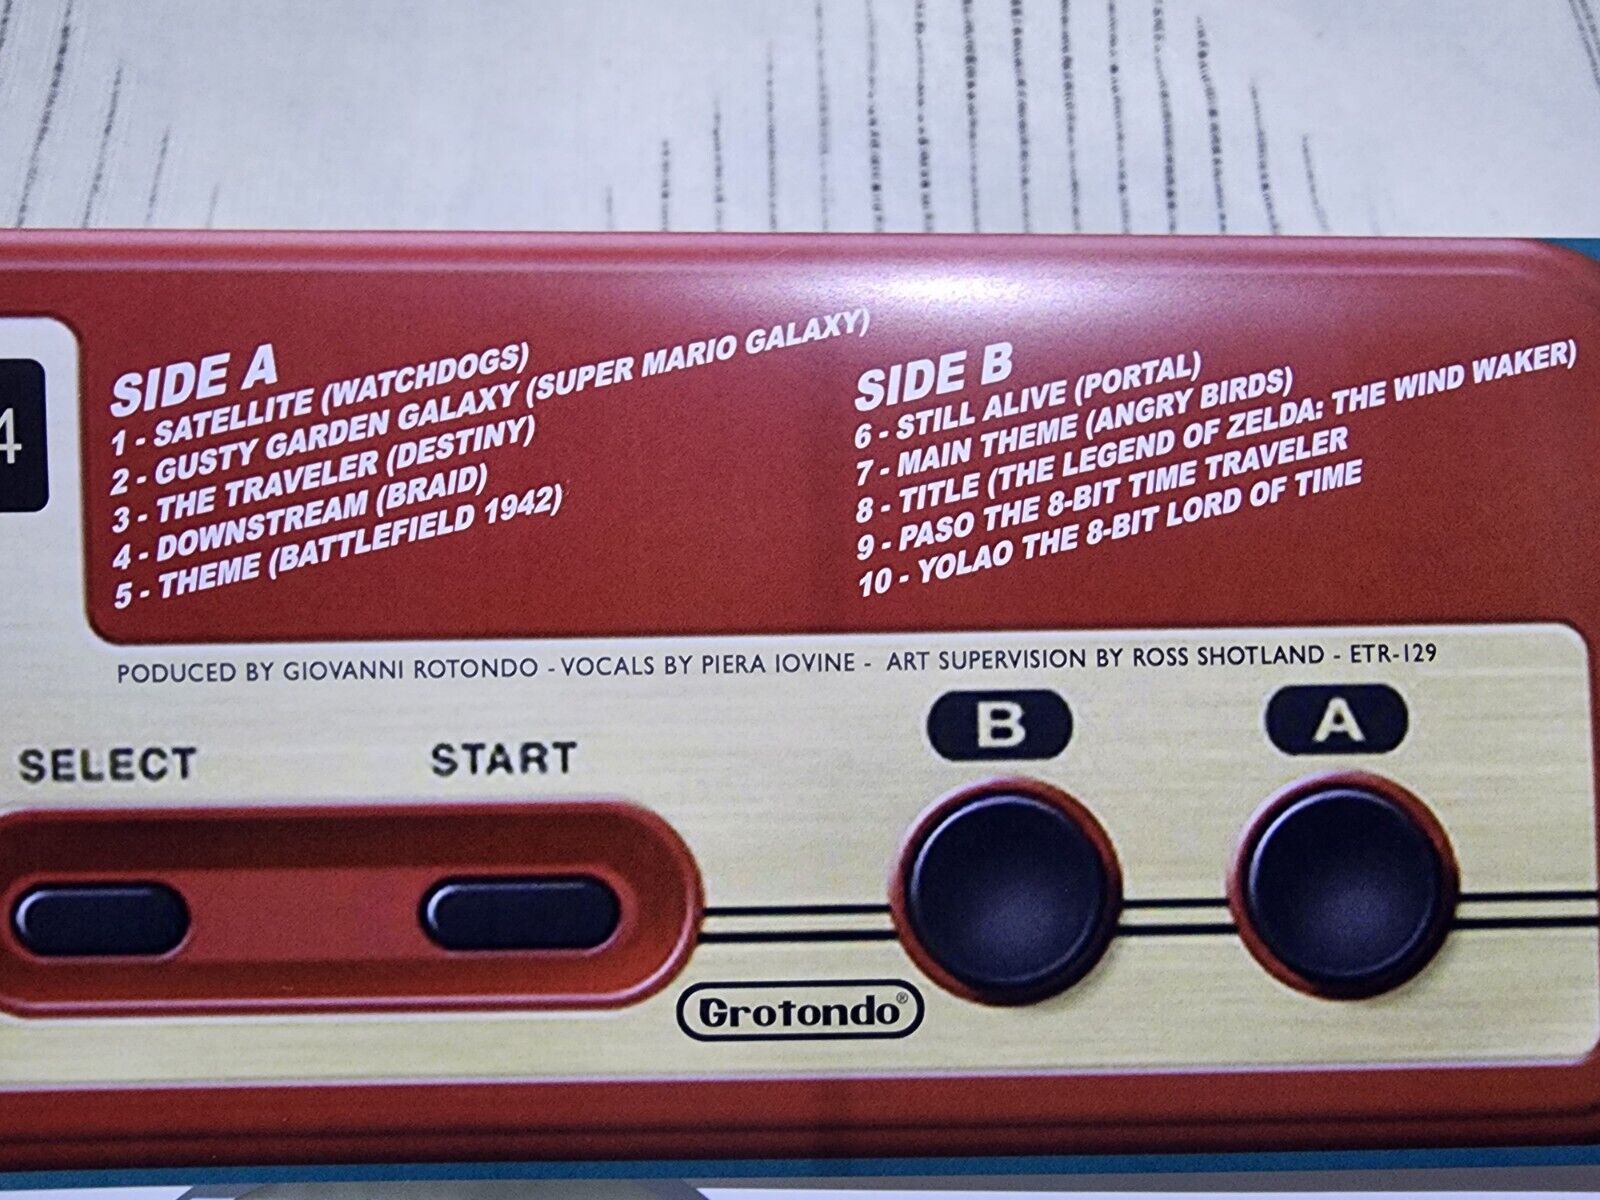 4
SIDE A
1 - SATELLITE (WATCHDOGS)
2 - GUSTY GARDEN GALAXY (SUPER MARIO GALAXY)
3 - THE TRAVELER (DESTINY)
4 - DOWNSTREAM (BRAID)
5 - THEME (BATTLEFIELD 1942)
SIDE B
6 - STILL ALIVE (PORTAL)
7 - MAIN THEME (ANGRY BIRDS)
8 - TITLE (THE LEGEND OF ZELDA: THE WIND WAKER)
9 - PASO THE 8-BIT TIME TRAVELER
10 - YOLAO THE 8-BIT LORD OF TIME
PODUCED BY GIOVANNI ROTONDO - VOCALS BY PIERA IOVINE - ART SUPERVISION BY ROSS SHOTLAND - ETR-129
SELECT START B A
Grotondo®